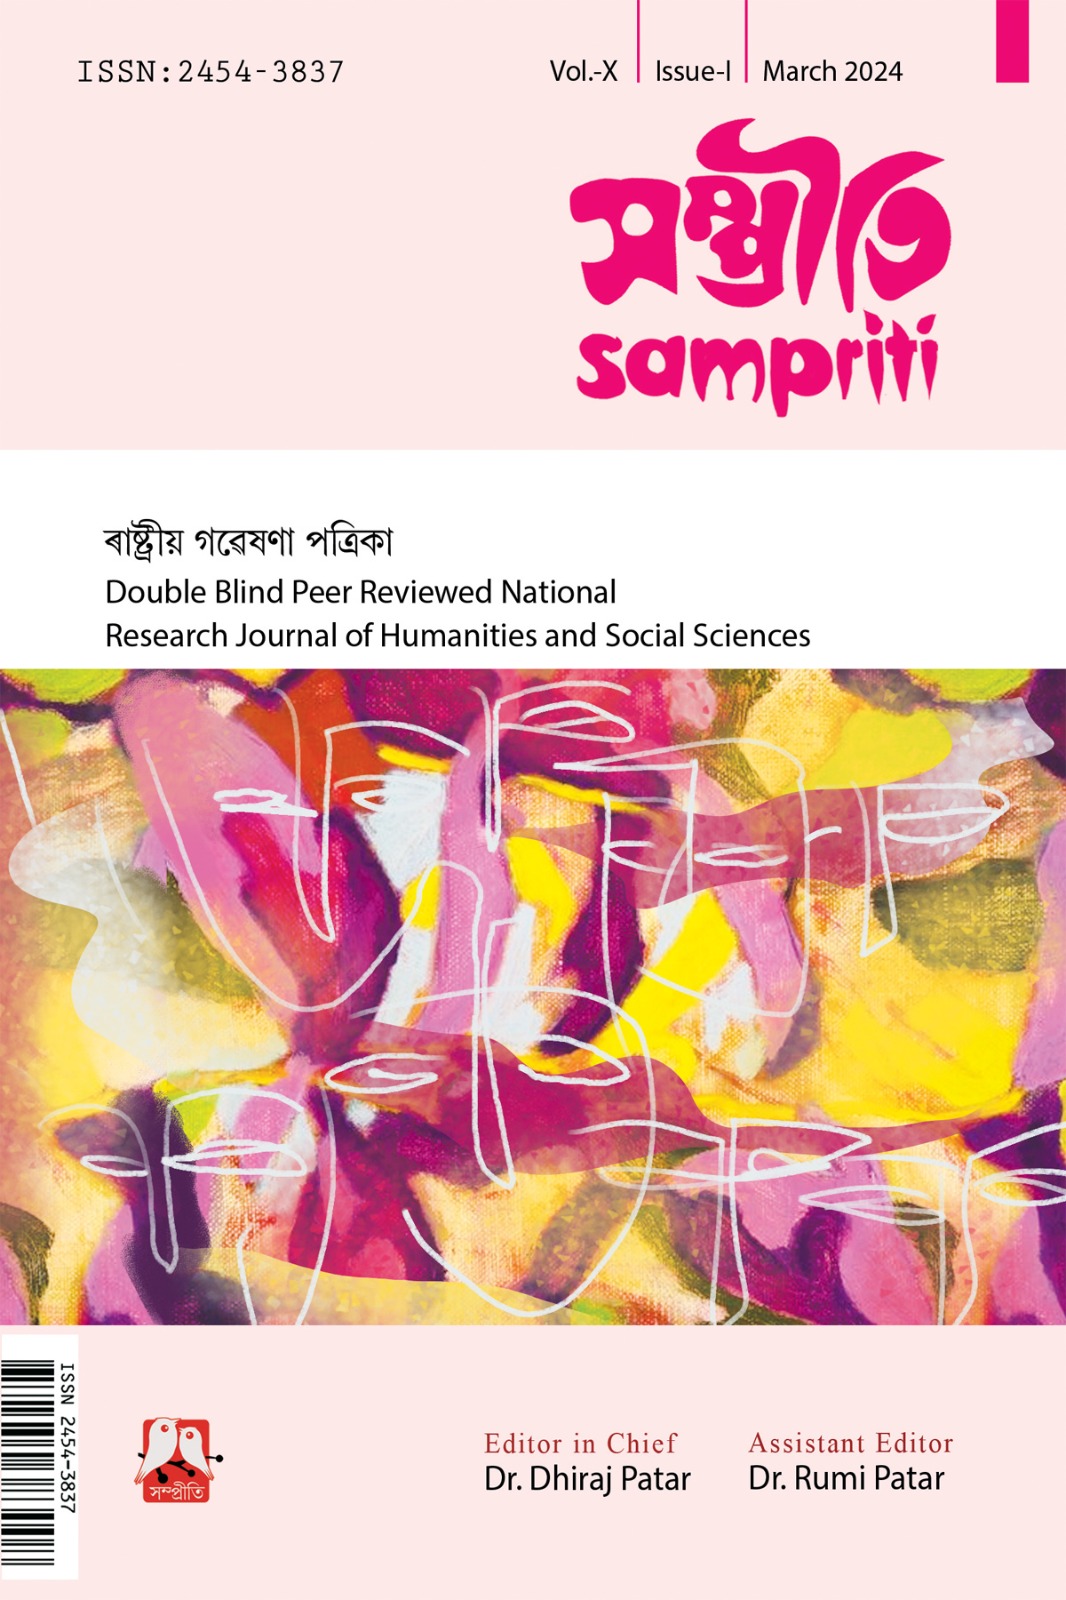 ISSN:2454-3837
Vol.-X Issue-I March 2024
সম্প্ৰীতি
sampriti
ৰাষ্ট্ৰীয় গৱেষণা পত্ৰিকা
Double Blind Peer Reviewed National
Research Journal of Humanities and Social Sciences
ISSN 2454-3837
সম্প্ৰীতি
Editor in Chief
Dr. Dhiraj Patar
Assistant Editor
Dr. Rumi Patar